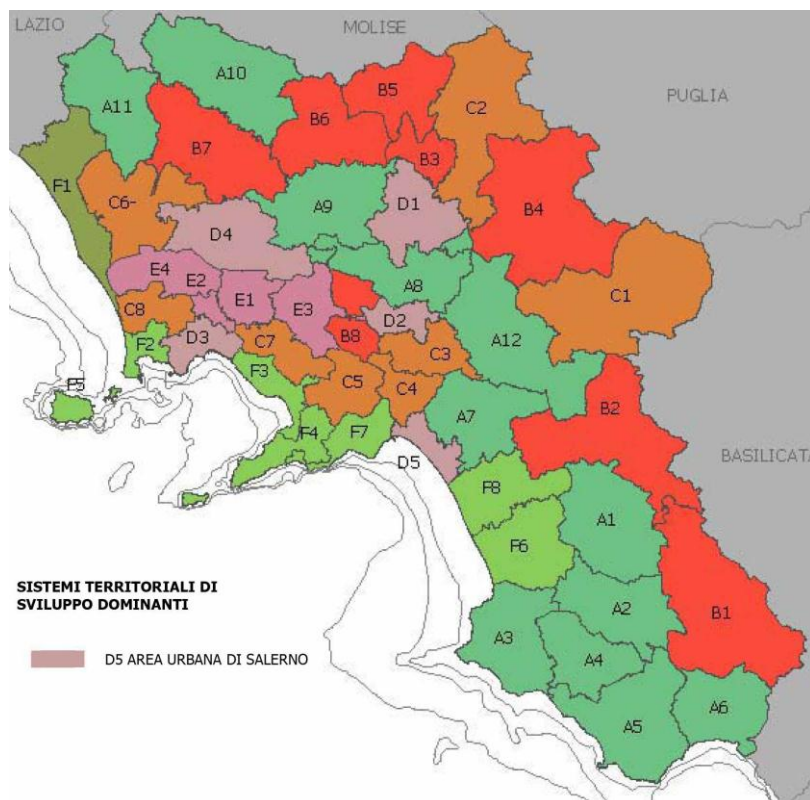 LAZIO
MOLISE
A10
B5
A11
B6
C2
PUGLIA
B7
B3
F1
C6-
A9
D1
B4
D4
E4
E2
A8
C1
C8
E1
E3
D2
F2
D3
C7
B8
C3
A12
F3
C5
F5
C4
B2
A7
F4
F7
D5
BASILICATA
F8
A1
F6
SISTEMI TERRITORIALI DI
SVILUPPO DOMINANTI
A2
B1
A3
A4
D5 AREA URBANA DI SALERNO
A6
A5